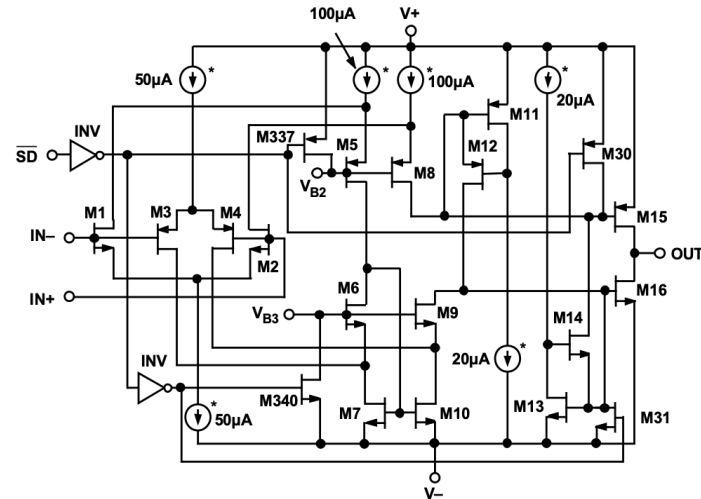 100µA
V+
50µA
*
*
*
100µA
*
20µA
INV
SD
M337
M5
M11
M12
M30
VB2
M8
M1
M3
M4
M15
IN–
M2
OUT
IN+
M6
M16
VB3
M9
M14
INV
*
20µA
M340
*
50µA
M7
M10
M13
M31
V–